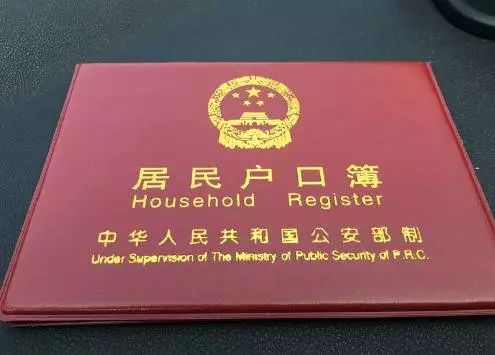 居民户口簿
Household Register
中华人民共和国公安部制
Under Supervision of The Ministry of Public Security of P.R.C.